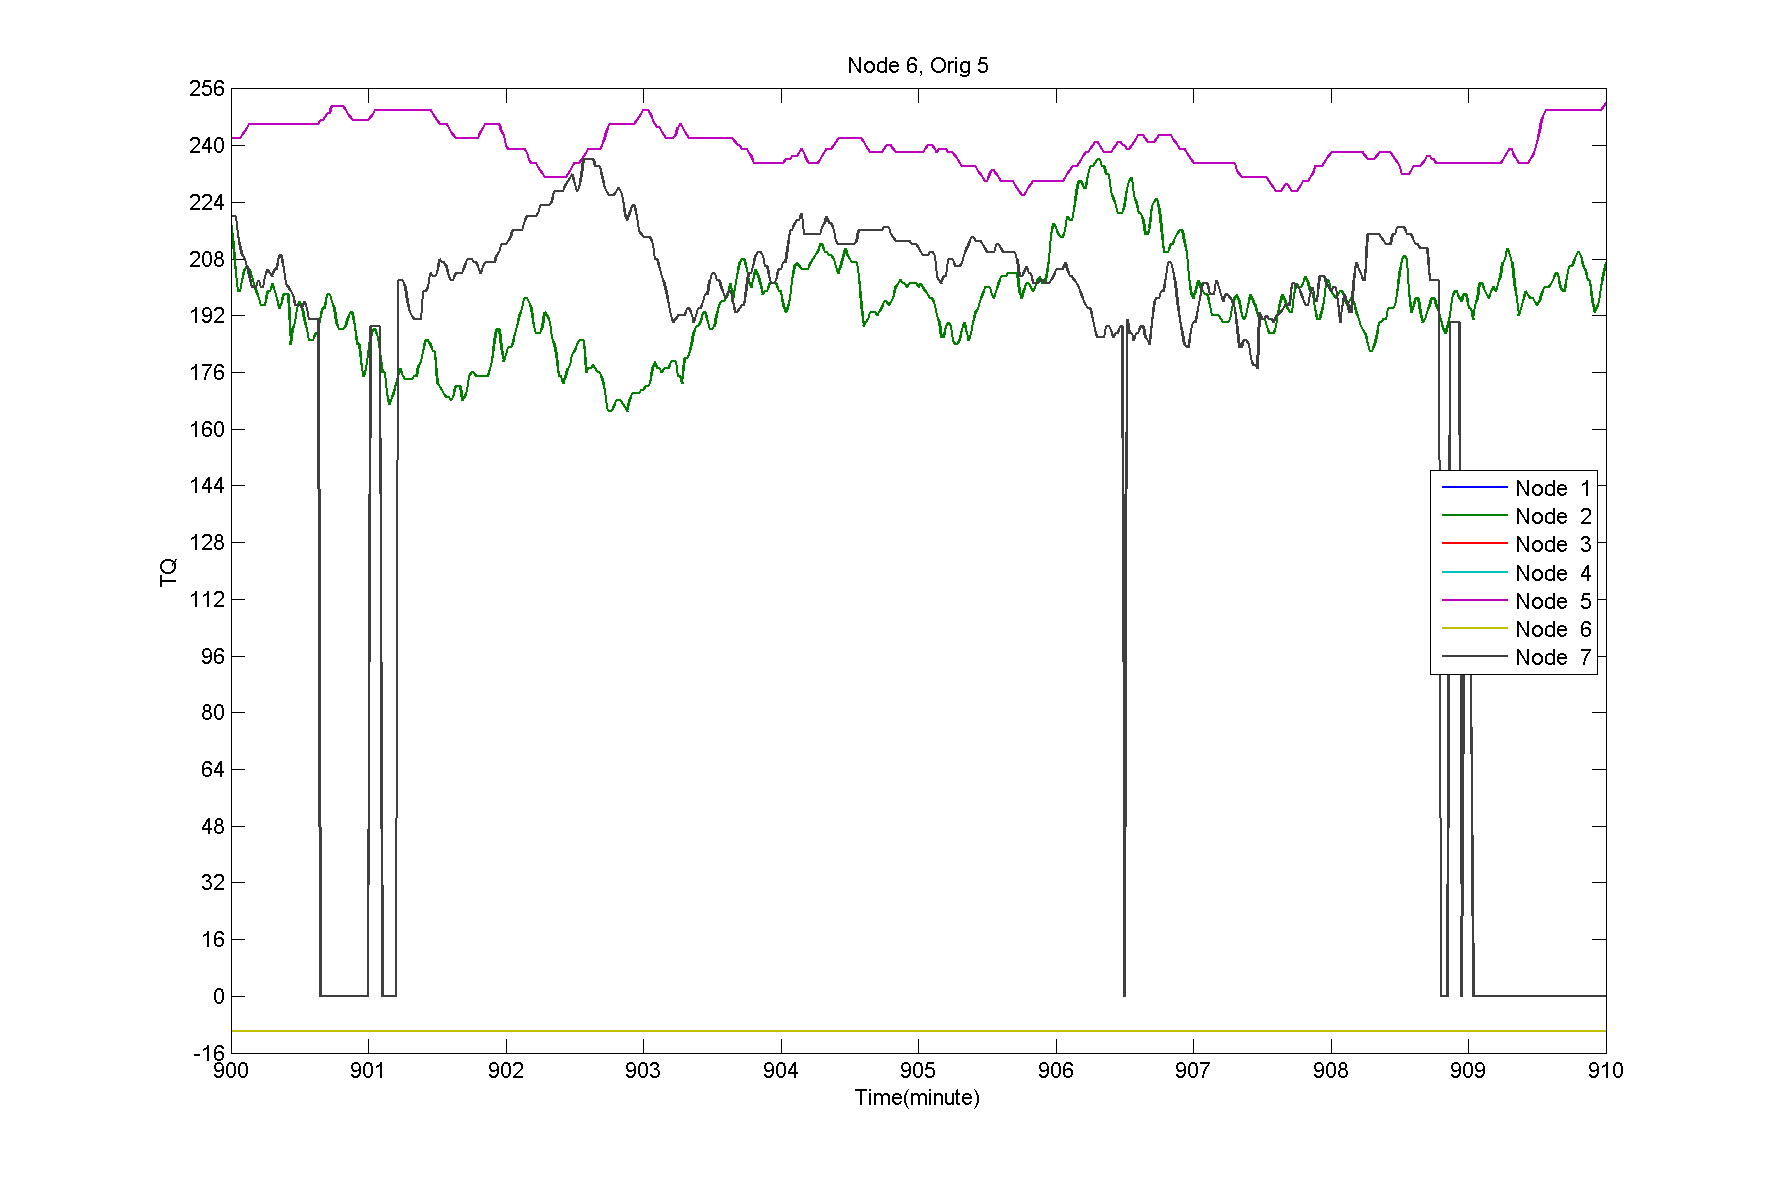 Node 6, Orig 5
256
240
224
208
192
176
160
144
128
112
96
80
64
48
32
16
0
-16
TQ
Node 1
Node 2
Node 3
Node 4
Node 5
Node 6
Node 7
900 901 902 903 904 905 906 907 908 909 910
Time(minute)